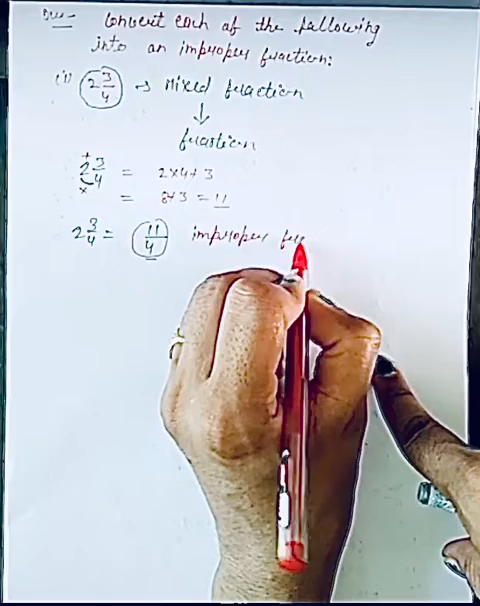 Que- Convert each of the following
into an improper fraction:
(i) 2 3/4 → Mixed fraction
↓
fraction
+ 2 3/4 × = 2×4+3
= 8+3 = 11
2 3/4 = 11/4 improper fra